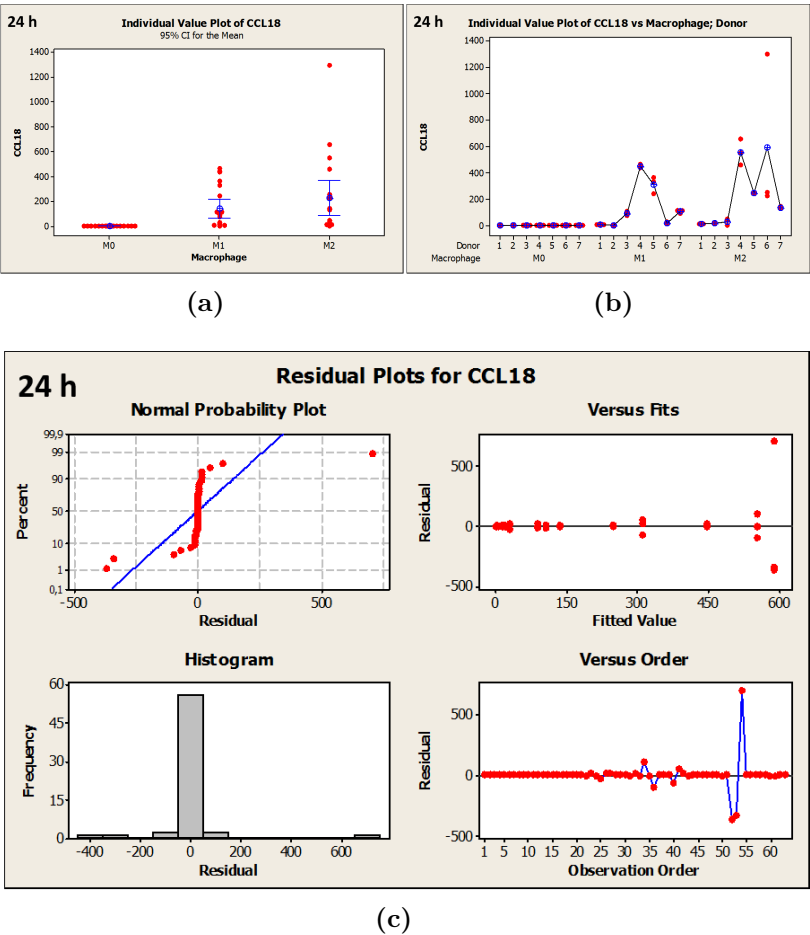 24 h
Individual Value Plot of CCL18
95% CI for the Mean
1400
1200
1000
800
600
400
200
0
CCL18
M0 M1 M2
Macrophage
(a)
24 h
Individual Value Plot of CCL18 vs Macrophage; Donor
1400
1200
1000
800
600
400
200
0
CCL18
Donor 1 2 3 4 5 6 7 1 2 3 4 5 6 7 1 2 3 4 5 6 7
Macrophage M0 M1 M2
(b)
24 h
Residual Plots for CCL18
Normal Probability Plot
99,9
99
90
50
10
1
0,1
Percent
-500 0 500
Residual
Versus Fits
500
0
-500
Residual
0 150 300 450 600
Fitted Value
Histogram
60
45
30
15
0
Frequency
-400 -200 0 200 400 600
Residual
Versus Order
500
0
-500
Residual
1 5 10 15 20 25 30 35 40 45 50 55 60
Observation Order
(c)